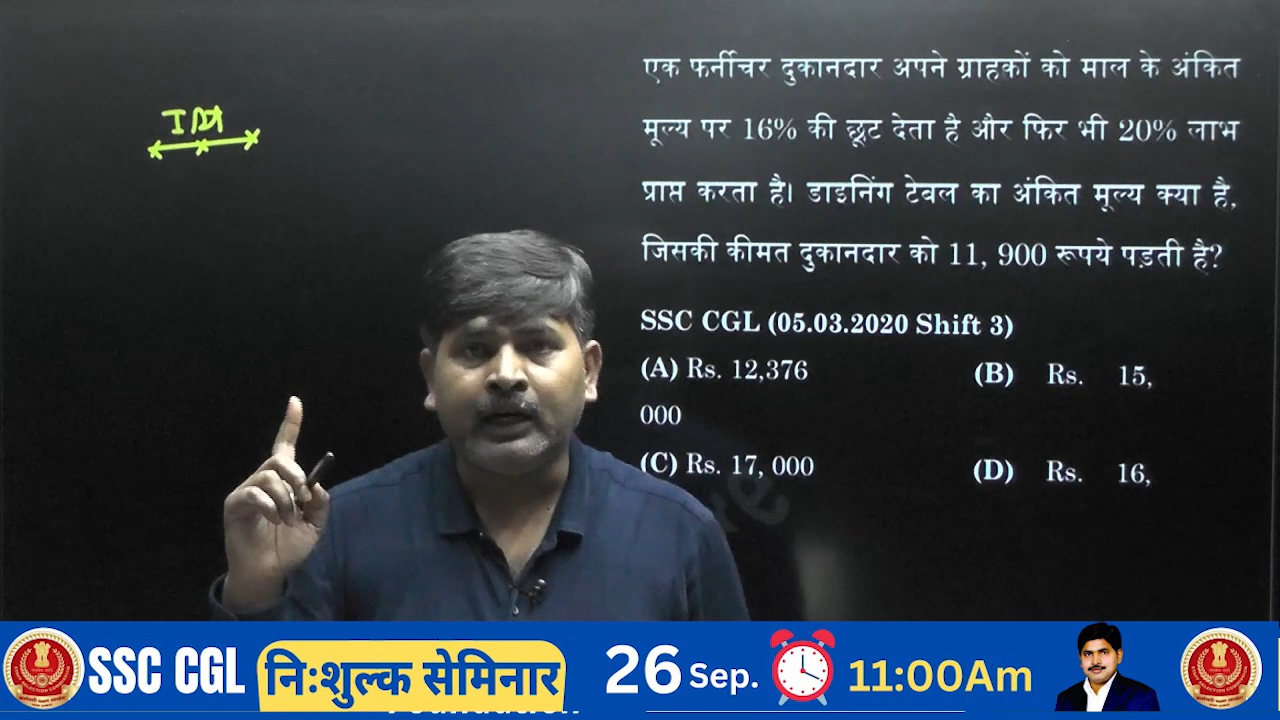 एक फर्नीचर दुकानदार अपने ग्राहकों को माल के अंकित
मूल्य पर 16% की छूट देता है और फिर भी 20% लाभ
प्राप्त करता है। डाइनिंग टेबल का अंकित मूल्य क्या है,
जिसकी कीमत दुकानदार को 11, 900 रूपये पड़ती है?
SSC CGL (05.03.2020 Shift 3)
(A) Rs. 12,376 (B) Rs. 15,
000
(C) Rs. 17, 000 (D) Rs. 16,
SSC CGL निःशुल्क सेमिनार 26 Sep. 11:00Am